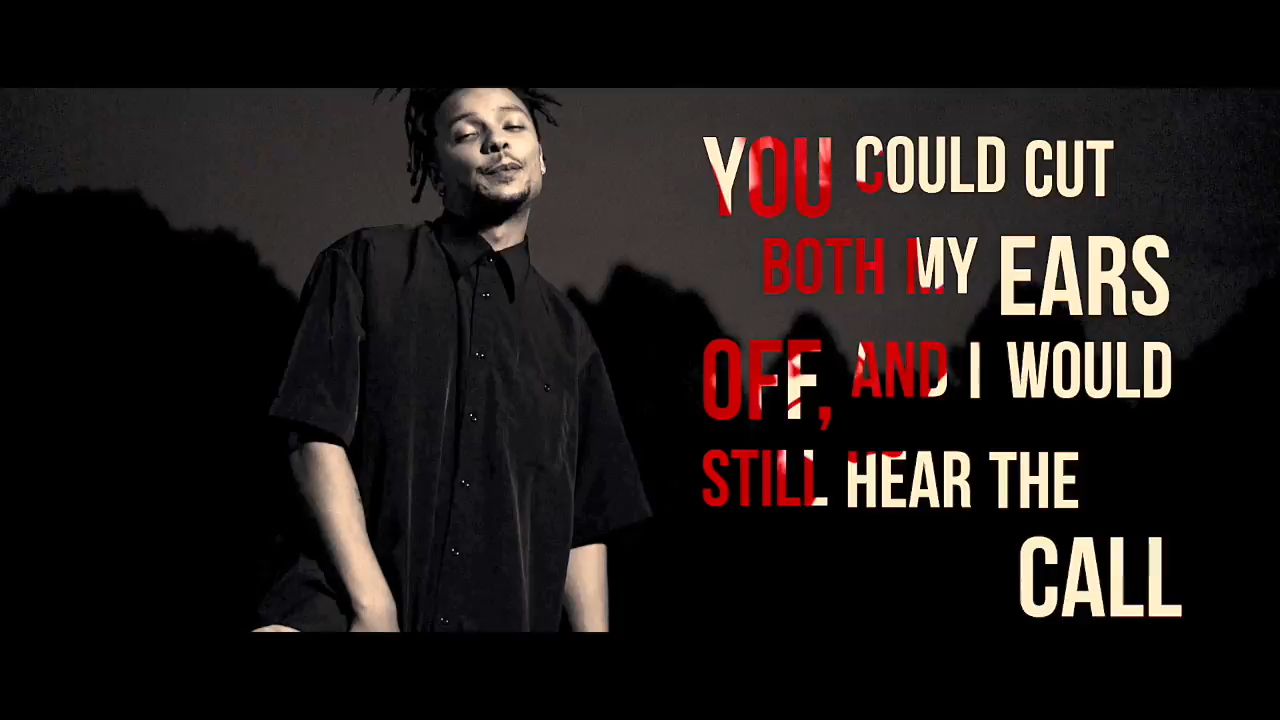 YOU COULD CUT
BOTH MY EARS
OFF, AND I WOULD
STILL HEAR THE
CALL